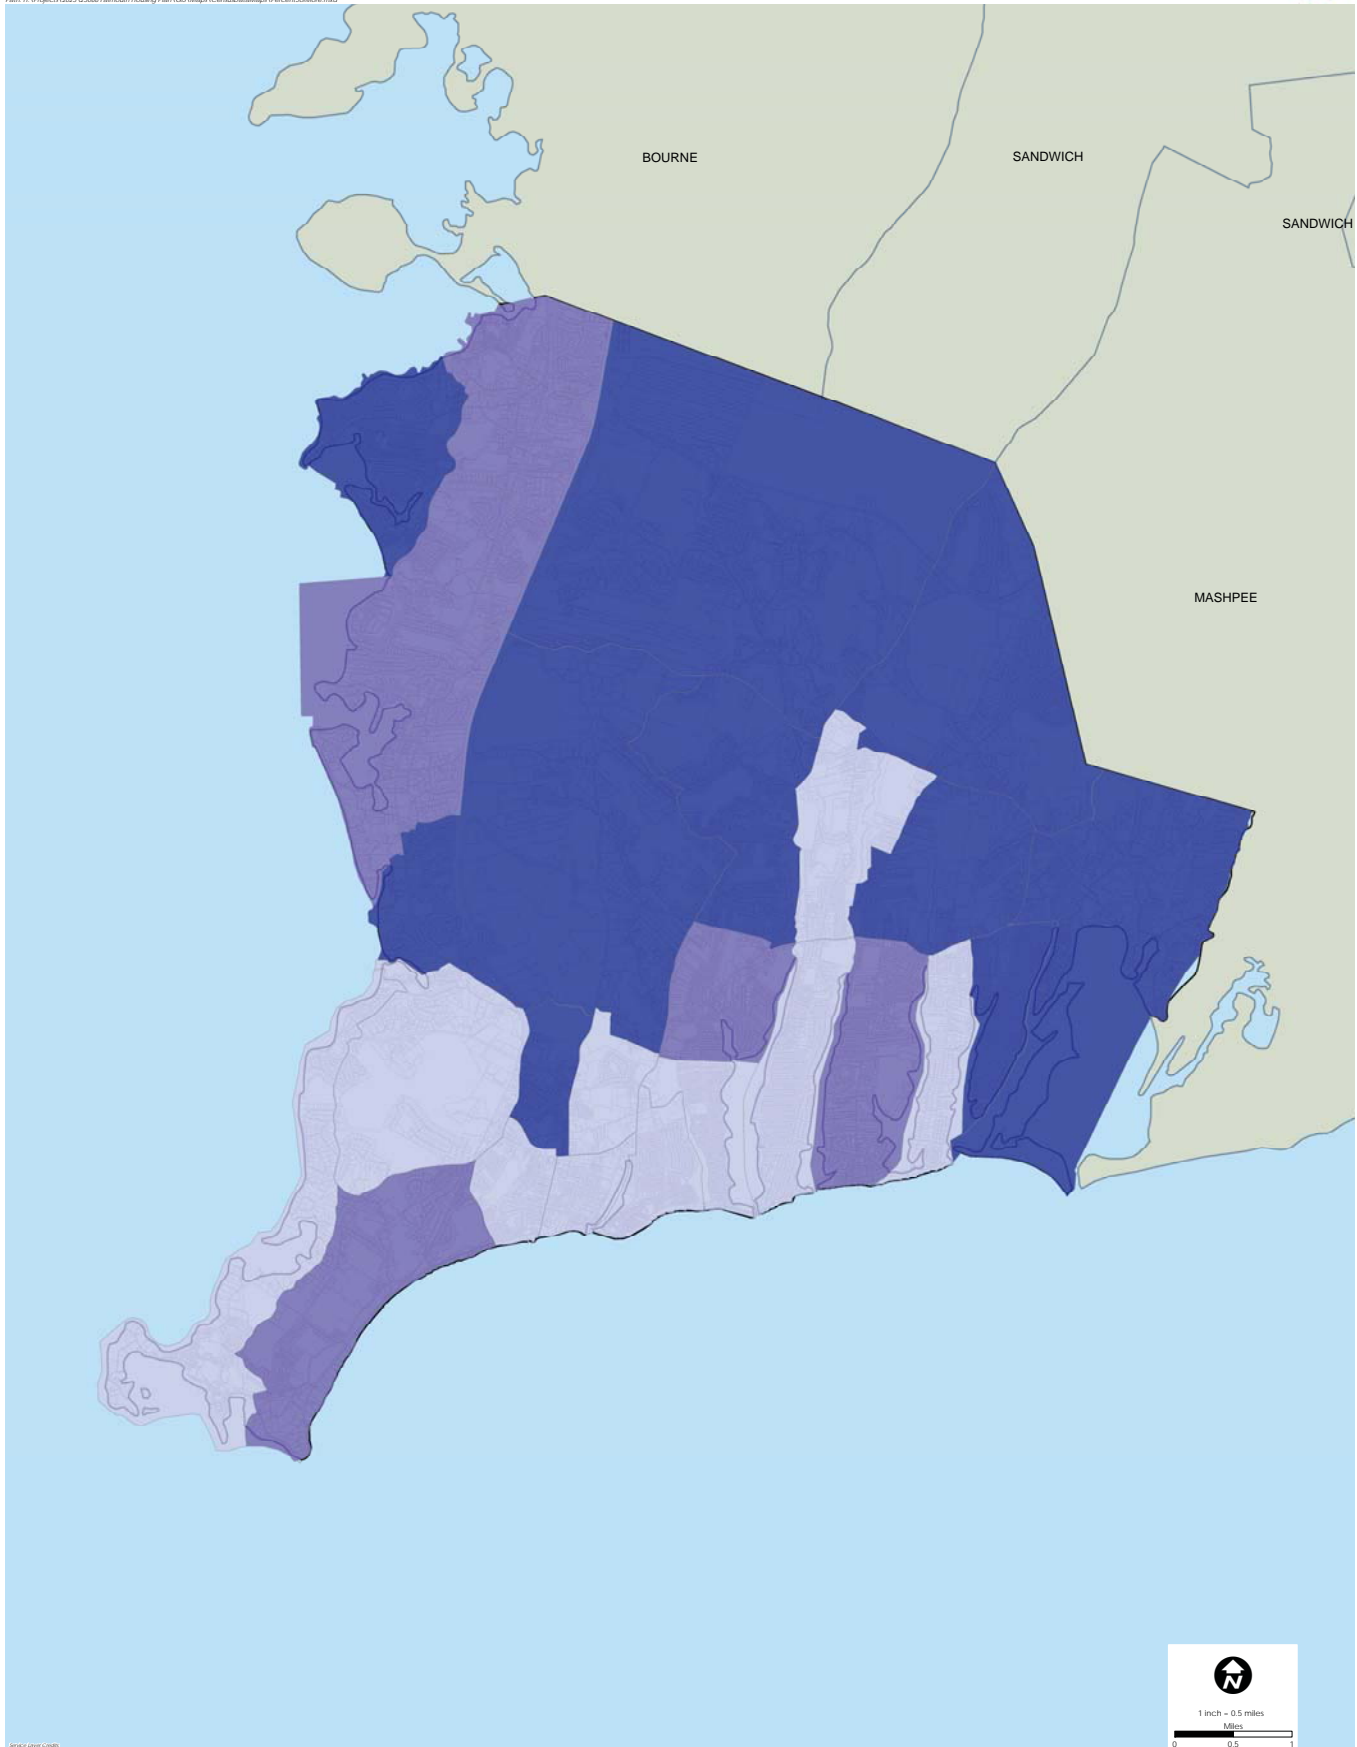 BOURNE
SANDWICH
SANDWICH
MASHPEE
N
1 inch = 0.5 miles
Miles
0 0.5 1